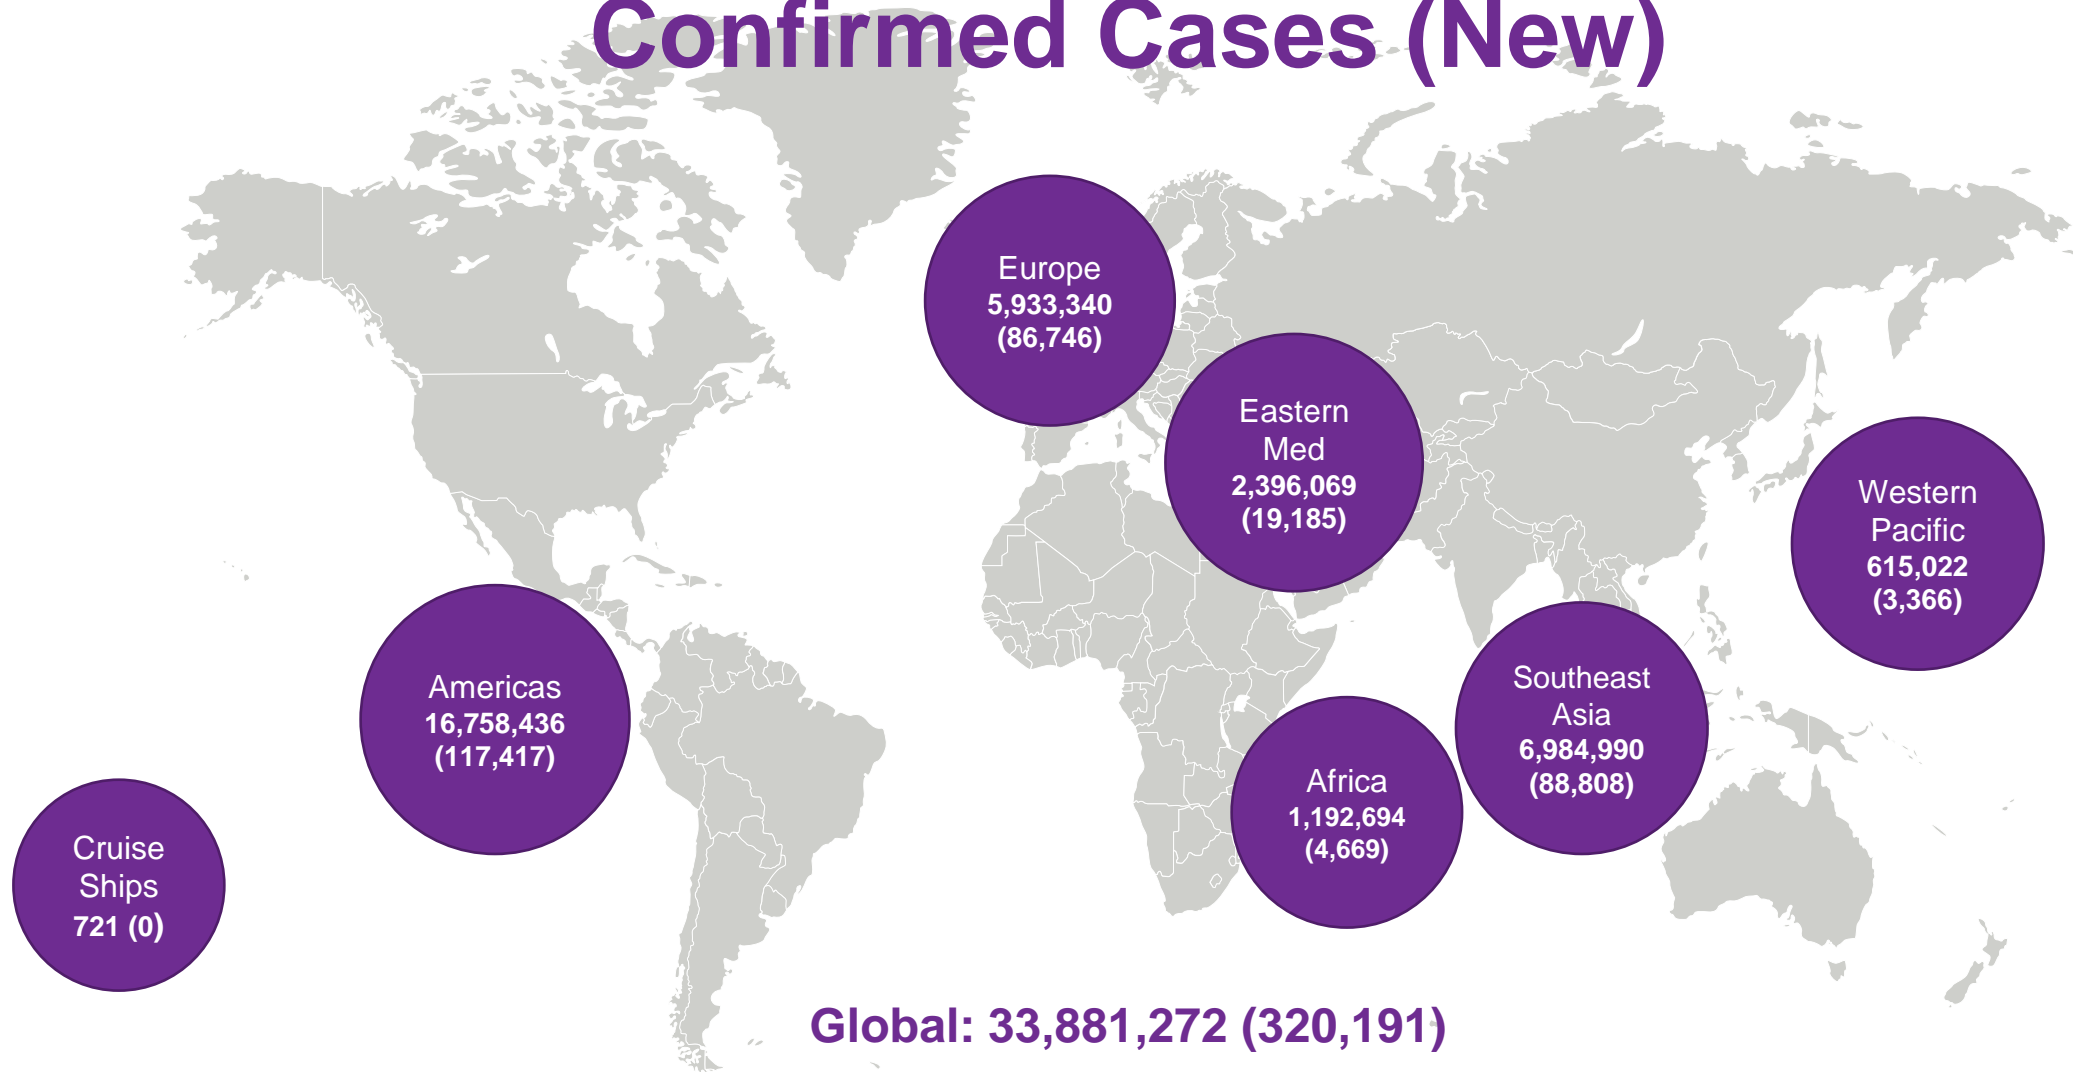 Confirmed Cases (New)
Europe
5,933,340
(86,746)
Eastern
Med
2,396,069
(19,185)
Western
Pacific
615,022
(3,366)
Americas
16,758,436
(117,417)
Southeast
Asia
6,984,990
(88,808)
Africa
1,192,694
(4,669)
Cruise
Ships
721 (0)
Global: 33,881,272 (320,191)